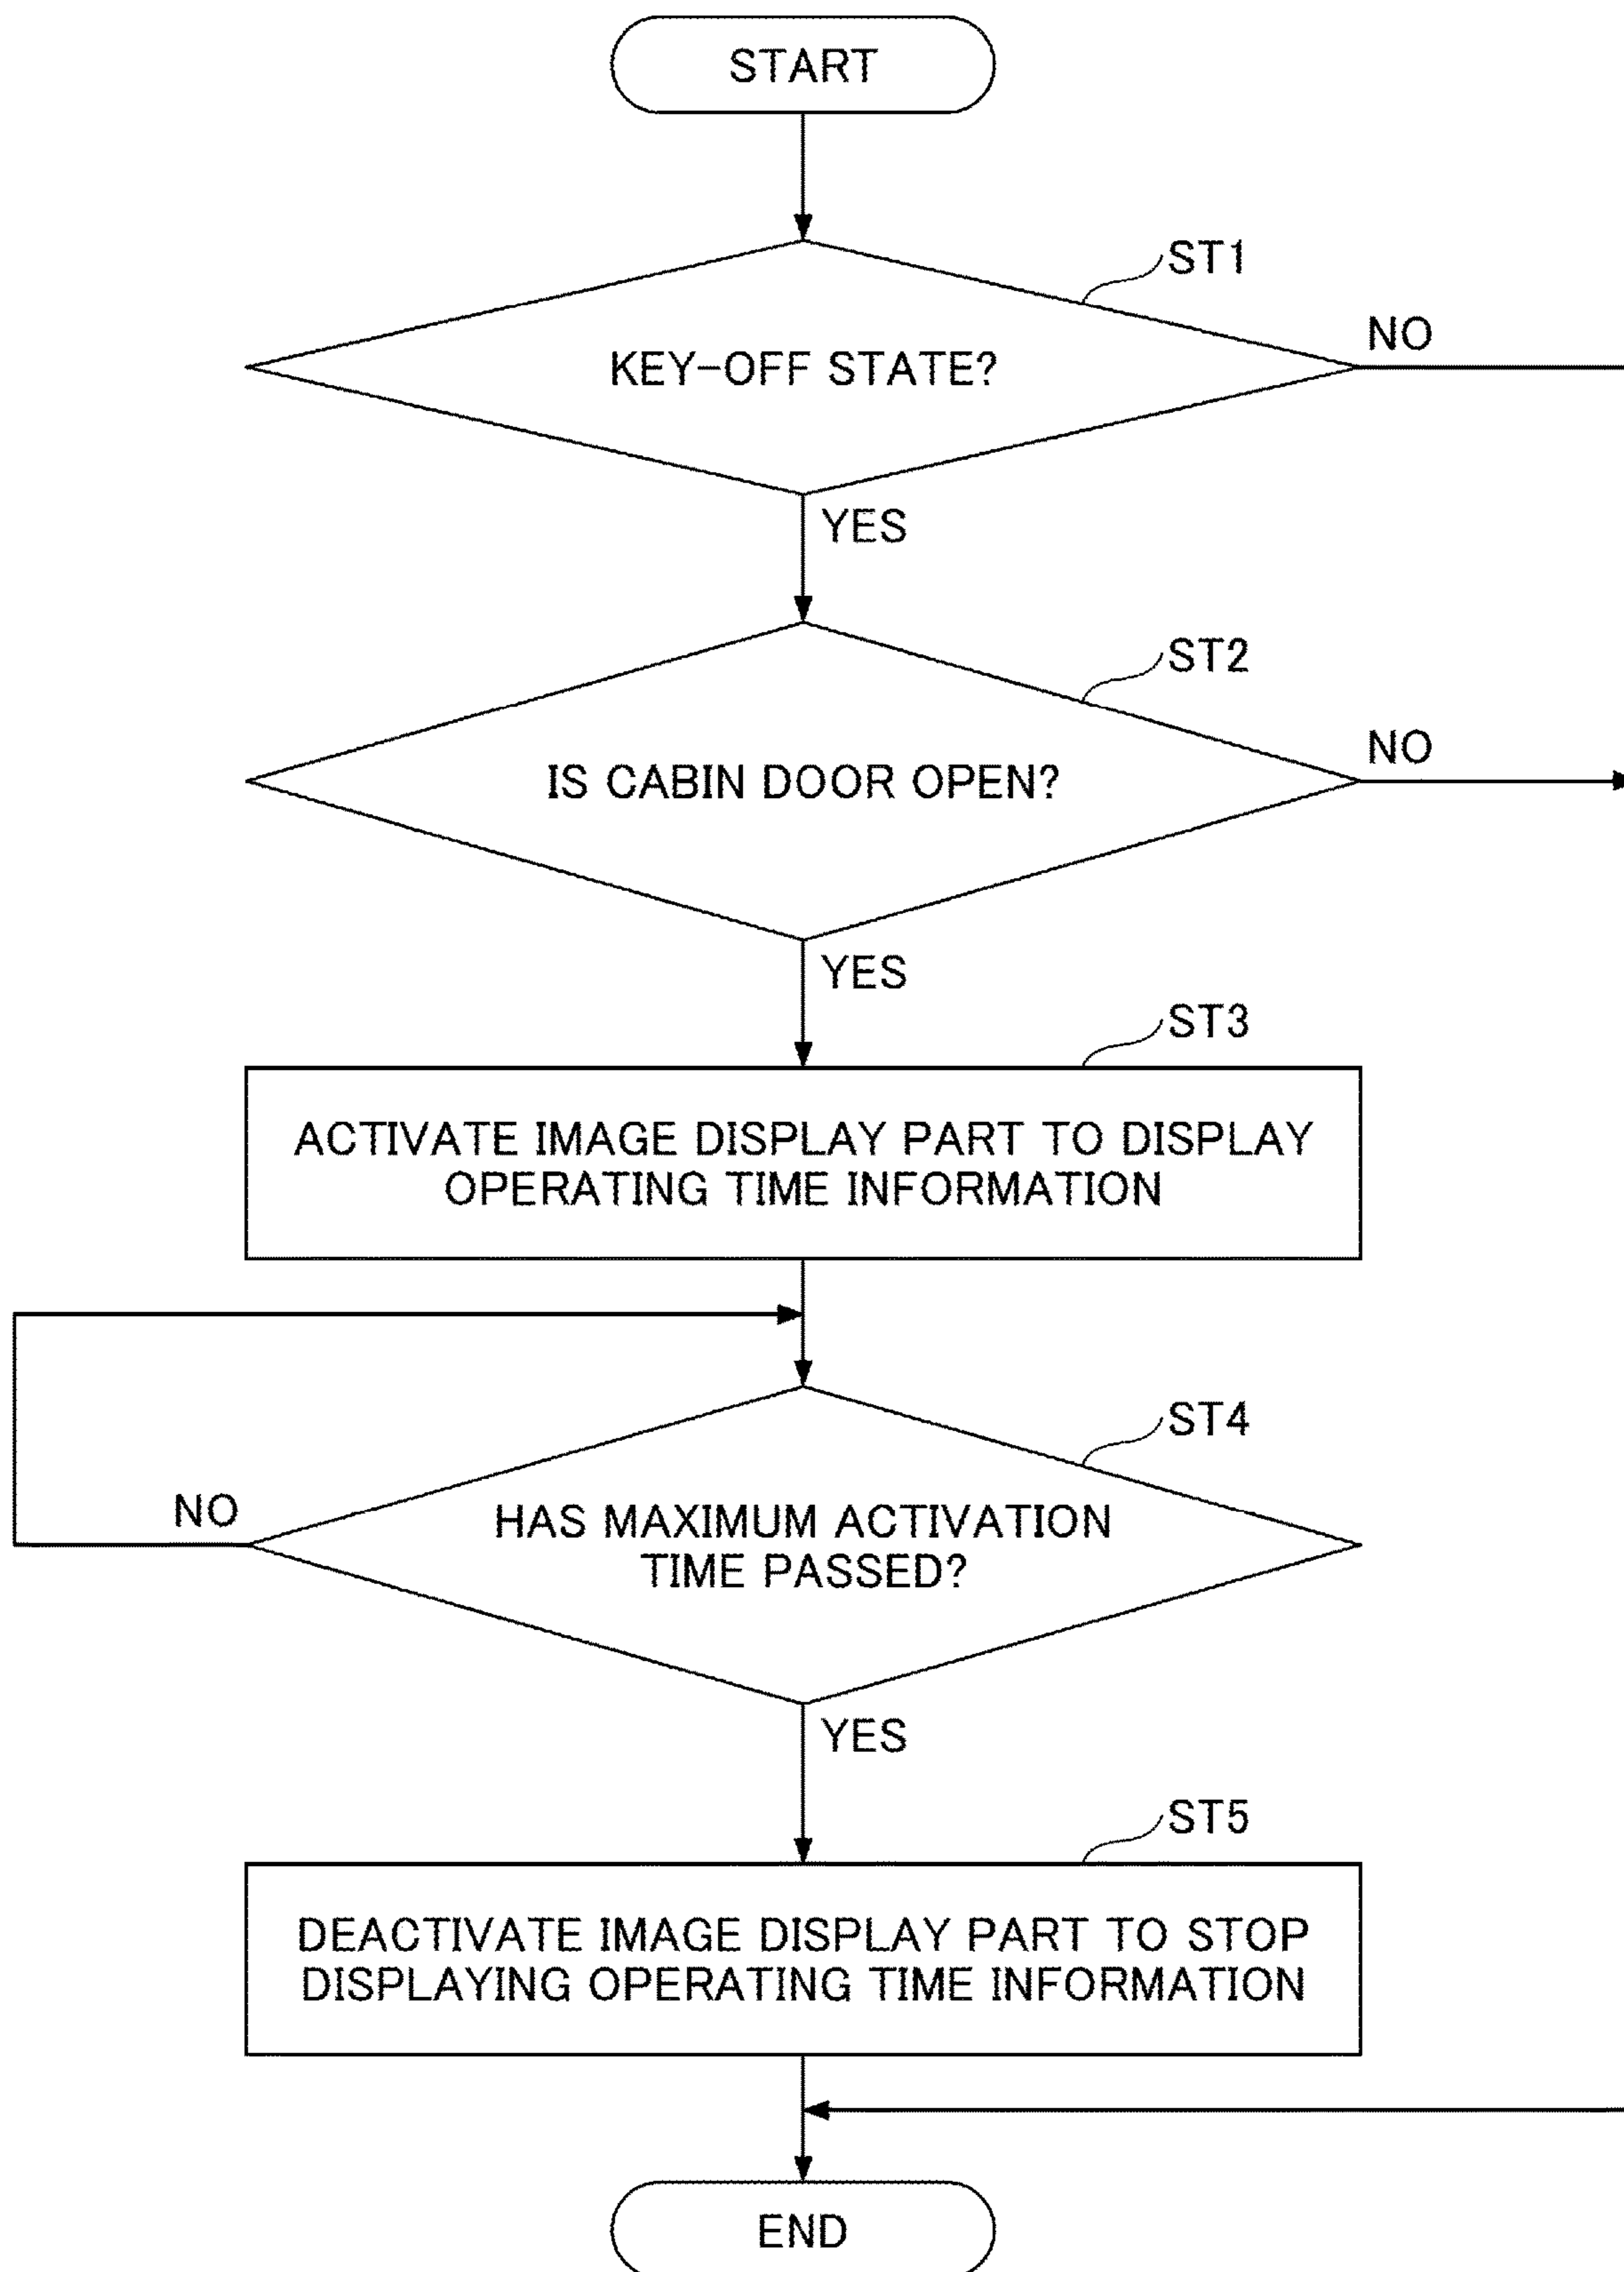 START
ST1
KEY-OFF STATE?
NO
YES
ST2
IS CABIN DOOR OPEN?
NO
YES
ST3
ACTIVATE IMAGE DISPLAY PART TO DISPLAY
OPERATING TIME INFORMATION
ST4
HAS MAXIMUM ACTIVATION
TIME PASSED?
NO
YES
ST5
DEACTIVATE IMAGE DISPLAY PART TO STOP
DISPLAYING OPERATING TIME INFORMATION
END